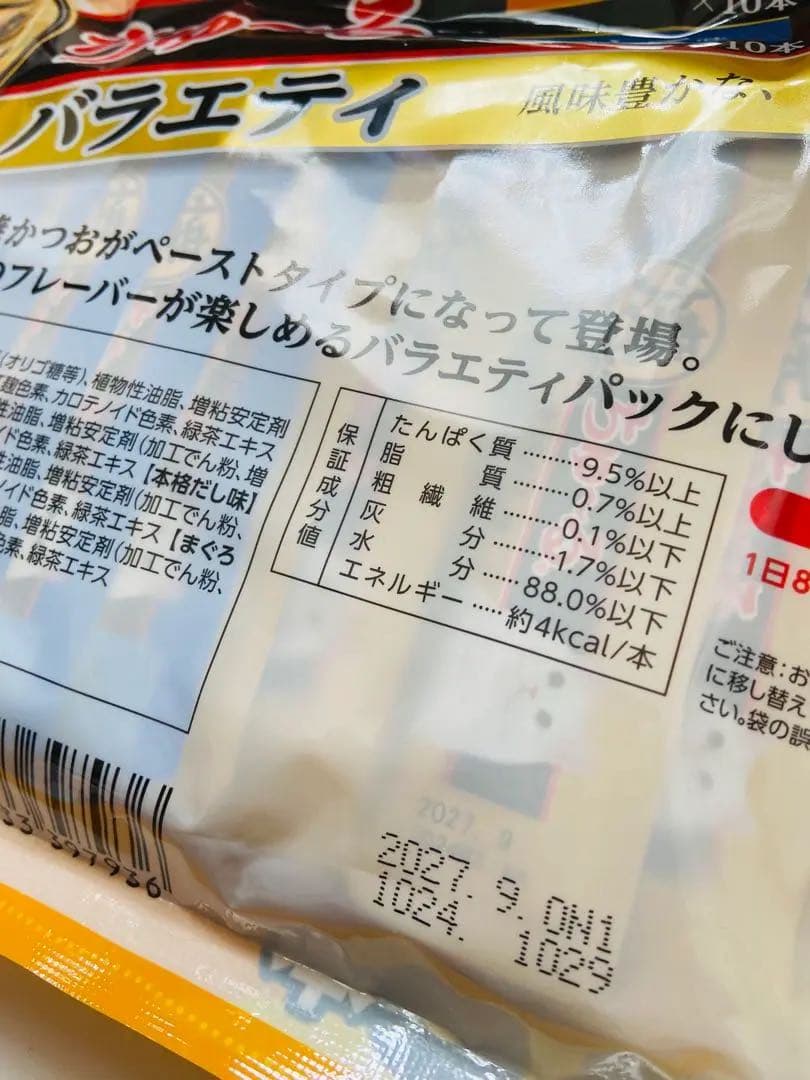 ×10本
10本
バラエティ
風味豊かな、
かつおがペーストタイプになって登場。
フレーバーが楽しめるバラエティパックにし
(オリゴ糖等)、植物性油脂、増粘安定剤
麹色素、カロテノイド色素、緑茶エキス
性油脂、増粘安定剤(加工でん粉、増
イド色素、緑茶エキス【本格だし味】
性油脂、増粘安定剤(加工でん粉、
ノイド色素、緑茶エキス【まぐろ
脂、増粘安定剤(加工でん粉、
色素、緑茶エキス
保証成分値
たんぱく質……9.5%以上
脂質……0.7%以上
粗繊維……0.1%以下
灰分……1.7%以下
水分……88.0%以下
エネルギー……約4kcal/本
1日8
ご注意:お
に移し替え
さい。袋の誤
397936
2027. 9
2027. 9. DN1
1024. 1029